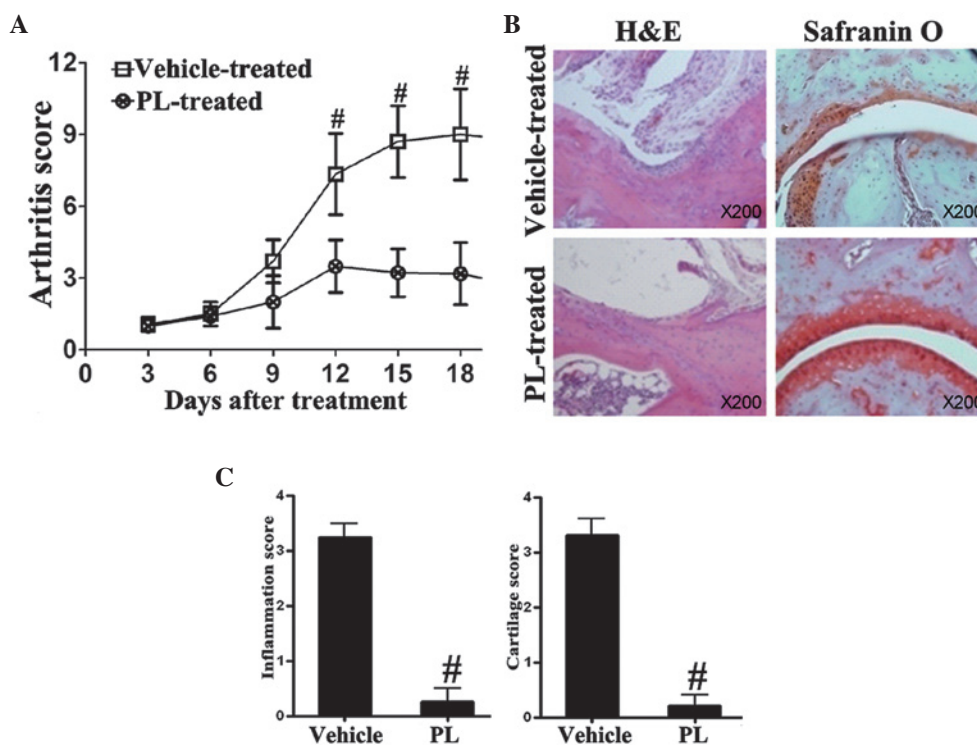 A
Arthritis score
12
9
6
3
0
Vehicle-treated
PL-treated
#
#
#
0 3 6 9 12 15 18
Days after treatment
B
H&E Safranin O
Vehicle-treated
X200
X200
PL-treated
X200
X200
C
Inflammation score
4
3
2
1
0
#
Vehicle PL
Cartilage score
4
3
2
1
0
#
Vehicle PL